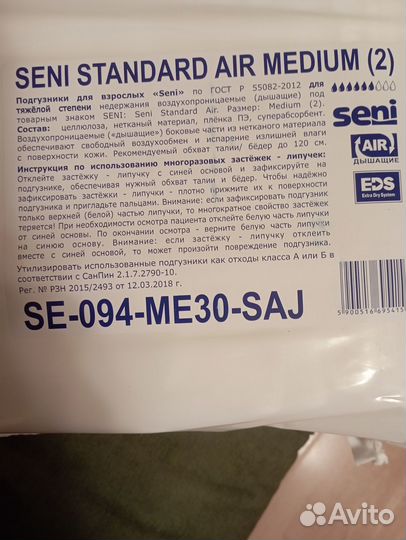 SENI STANDARD AIR MEDIUM (2)
Подгузники для взрослых «Seni» по ГОСТ Р 55082-2012 для
тяжёлой степени недержания воздухопроницаемые (дышащие) под
товарным знаком SENI: Seni Standard Air. Размер: Medium (2).
Состав: целлюлоза, нетканый материал, плёнка ПЭ, суперабсорбент.
Воздухопроницаемые («дышащие») боковые части из нетканого материала
обеспечивают свободный воздухообмен и испарение излишней влаги
с поверхности кожи. Рекомендуемый обхват талии/ бёдер до 120 см.
Инструкция по использованию многоразовых застёжек - липучек:
Отклейте застёжку - липучку с синей основой и зафиксируйте на
подгузнике, обеспечивая нужный обхват талии и бёдер. Чтобы надёжно
зафиксировать застёжки - липучки - плотно прижмите их к поверхности
подгузника и пригладьте пальцами. Внимание: если зафиксировать подгузник
только верхней (белой) частью липучки, то многократное свойство застёжек
теряется! При необходимости осмотра пациента отклейте белую часть липучки
от синей основы. По окончании осмотра - верните белую часть липучки
на синюю основу. Внимание: если застёжку - липучку отклеить
вместе с синей основой, то может произойти повреждение подгузника.
Утилизировать использованные подгузники как отходы класса А или Б в
соответствии с СанПин 2.1.7.2790-10.
Рег. № РЗН 2015/2493 от 12.03.2018 г.
SE-094-ME30-SAJ
seni
AIR
ДЫШАЩИЕ
EDS
Extra Dry System
Avito